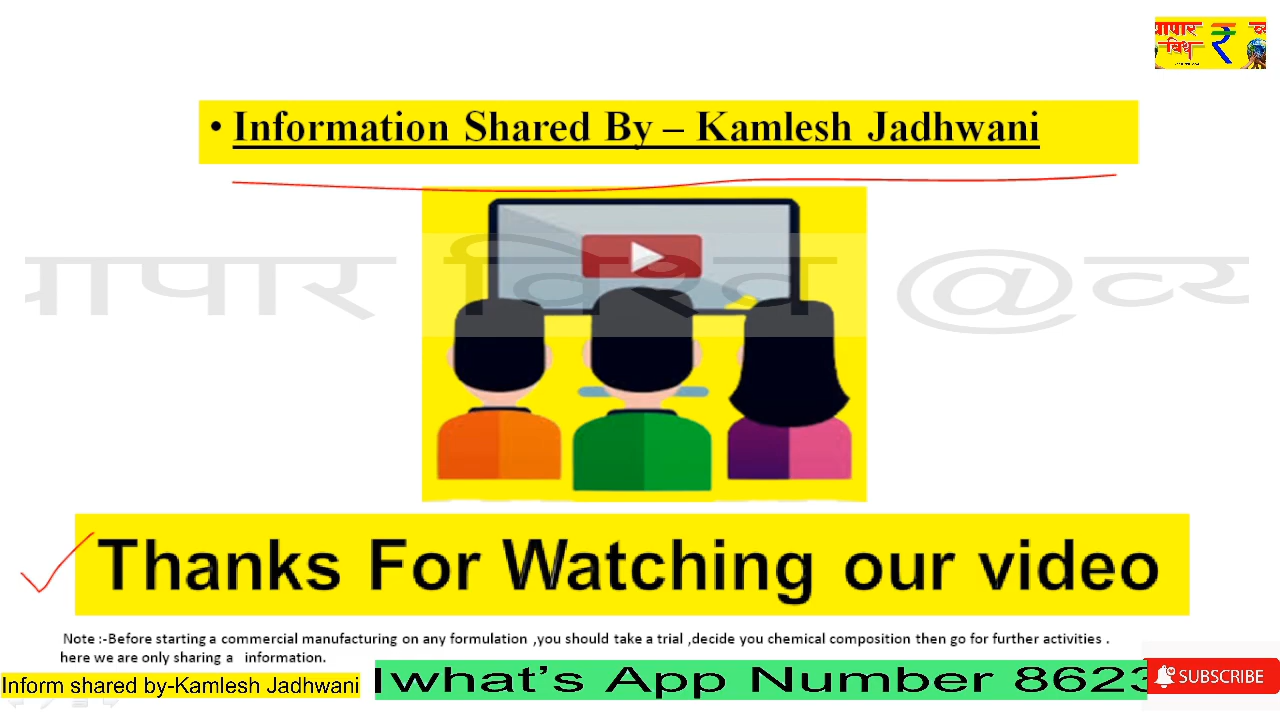 • Information Shared By – Kamlesh Jadhwani
व्यापार विश्व @व्य
Thanks For Watching our video
Note :-Before starting a commercial manufacturing on any formulation ,you should take a trial ,decide you chemical composition then go for further activities .
here we are only sharing a information.
Inform shared by-Kamlesh Jadhwani
what's App Number 8623
SUBSCRIBE